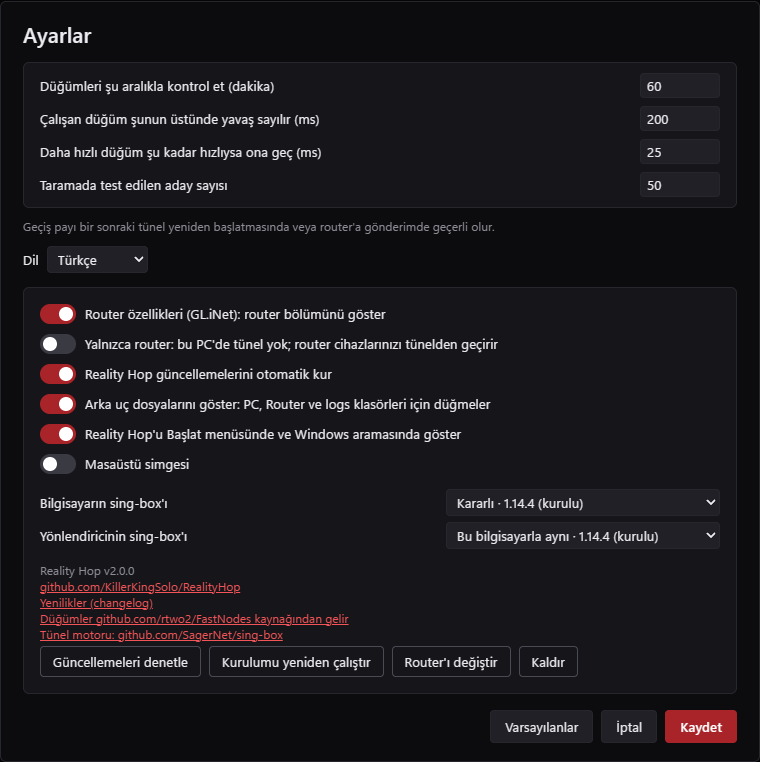 Ayarlar
Düğümleri şu aralıkla kontrol et (dakika) 60
Çalışan düğüm şunun üstünde yavaş sayılır (ms) 200
Daha hızlı düğüm şu kadar hızlıysa ona geç (ms) 25
Taramada test edilen aday sayısı 50
Geçiş payı bir sonraki tünel yeniden başlatmasında veya router'a gönderimde geçerli olur.
Dil Türkçe
Router özellikleri (GL.iNet): router bölümünü göster
Yalnızca router: bu PC'de tünel yok; router cihazlarınızı tünelden geçirir
Reality Hop güncellemelerini otomatik kur
Arka uç dosyalarını göster: PC, Router ve logs klasörleri için düğmeler
Reality Hop'u Başlat menüsünde ve Windows aramasında göster
Masaüstü simgesi
Bilgisayarın sing-box'ı Kararlı · 1.14.4 (kurulu)
Yönlendiricinin sing-box'ı Bu bilgisayarla aynı · 1.14.4 (kurulu)
Reality Hop v2.0.0
github.com/KillerKingSolo/RealityHop
Yenilikler (changelog)
Düğümler github.com/rtwo2/FastNodes kaynağından gelir
Tünel motoru: github.com/SagerNet/sing-box
Güncellemeleri denetle Kurulumu yeniden çalıştır Router'ı değiştir Kaldır
Varsayılanlar İptal Kaydet